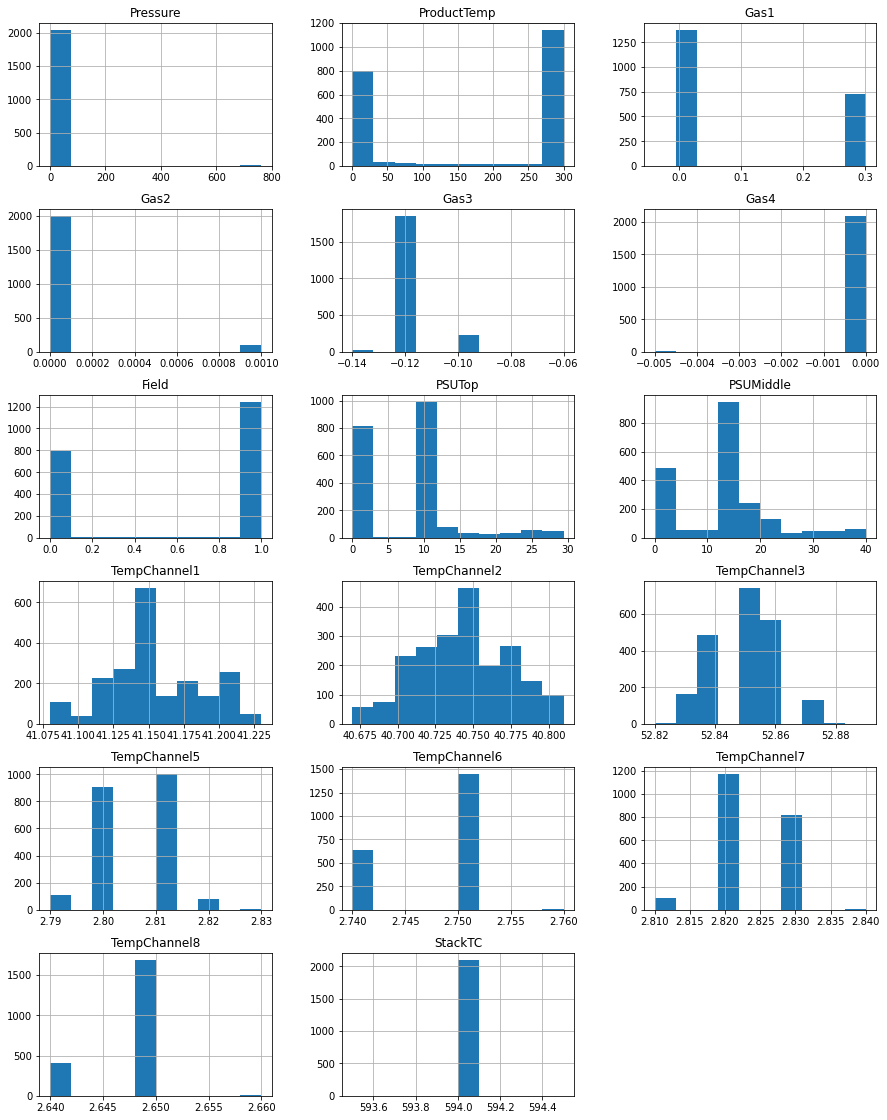 Pressure
2000
1500
1000
500
0
0 200 400 600 800
ProductTemp
1200
1000
800
600
400
200
0
0 50 100 150 200 250 300
Gas1
1250
1000
750
500
250
0
0.0 0.1 0.2 0.3
Gas2
2000
1500
1000
500
0
0.0000 0.0002 0.0004 0.0006 0.0008 0.0010
Gas3
1500
1000
500
0
−0.14 −0.12 −0.10 −0.08 −0.06
Gas4
2000
1500
1000
500
0
−0.005 −0.004 −0.003 −0.002 −0.001 0.000
Field
1200
1000
800
600
400
200
0
0.0 0.2 0.4 0.6 0.8 1.0
PSUTop
1000
800
600
400
200
0
0 5 10 15 20 25 30
PSUMiddle
800
600
400
200
0
0 10 20 30 40
TempChannel1
600
400
200
0
41.075 41.100 41.125 41.150 41.175 41.200 41.225
TempChannel2
400
300
200
100
0
40.675 40.700 40.725 40.750 40.775 40.800
TempChannel3
600
400
200
0
52.82 52.84 52.86 52.88
TempChannel5
1000
800
600
400
200
0
2.79 2.80 2.81 2.82 2.83
TempChannel6
1500
1250
1000
750
500
250
0
2.740 2.745 2.750 2.755 2.760
TempChannel7
1200
1000
800
600
400
200
0
2.810 2.815 2.820 2.825 2.830 2.835 2.840
TempChannel8
1500
1000
500
0
2.640 2.645 2.650 2.655 2.660
StackTC
2000
1500
1000
500
0
593.6 593.8 594.0 594.2 594.4